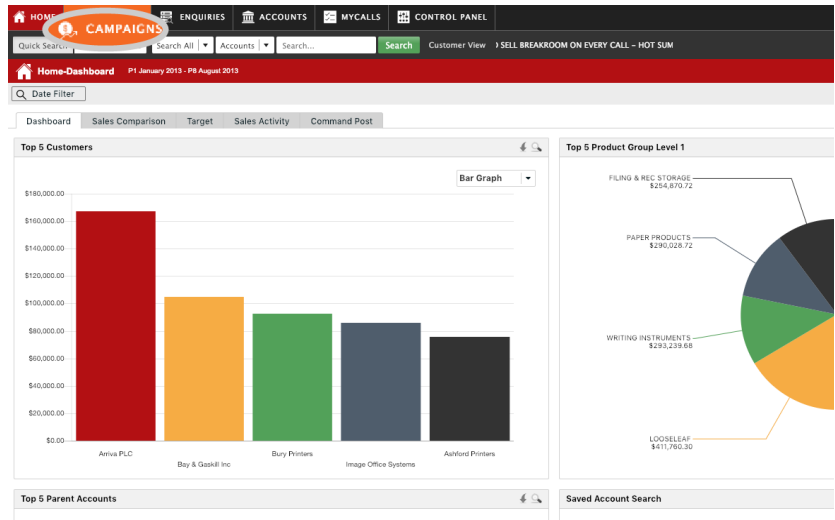 HOME CAMPAIGNS ENQUIRIES ACCOUNTS MYCALLS CONTROL PANEL
Quick Search Search All Accounts Search... Search Customer View SELL BREAKROOM ON EVERY CALL – HOT SUM
Home-Dashboard P1 January 2013 - P8 August 2013
Date Filter
Dashboard Sales Comparison Target Sales Activity Command Post
Top 5 Customers
Bar Graph
$180,000.00
$160,000.00
$140,000.00
$120,000.00
$100,000.00
$80,000.00
$60,000.00
$40,000.00
$20,000.00
$0.00
Arriva PLC
Bay & Gaskill Inc
Bury Printers
Image Office Systems
Ashford Printers
Top 5 Product Group Level 1
FILING & REC STORAGE
$254,870.72
PAPER PRODUCTS
$290,028.72
WRITING INSTRUMENTS
$293,239.68
LOOSELEAF
$411,760.30
Top 5 Parent Accounts
Saved Account Search